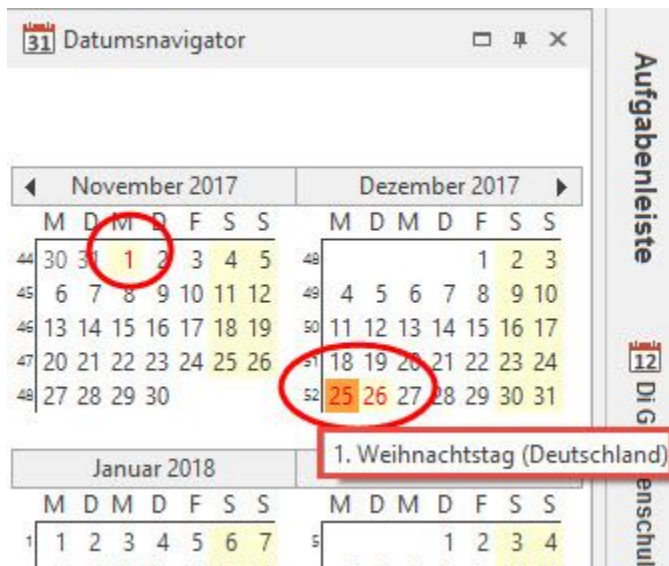 31 Datumsnavigator
November 2017
M D M D F S S
44 30 31 1 2 3 4 5
45 6 7 8 9 10 11 12
46 13 14 15 16 17 18 19
47 20 21 22 23 24 25 26
48 27 28 29 30
Dezember 2017
M D M D F S S
48 1 2 3
49 4 5 6 7 8 9 10
50 11 12 13 14 15 16 17
51 18 19 20 21 22 23 24
52 25 26 27 28 29 30 31
1. Weihnachtstag (Deutschland)
Januar 2018
M D M D F S S
1 1 2 3 4 5 6 7
M D M D F S S
5 1 2 3 4
Aufgabenleiste
12 Di G